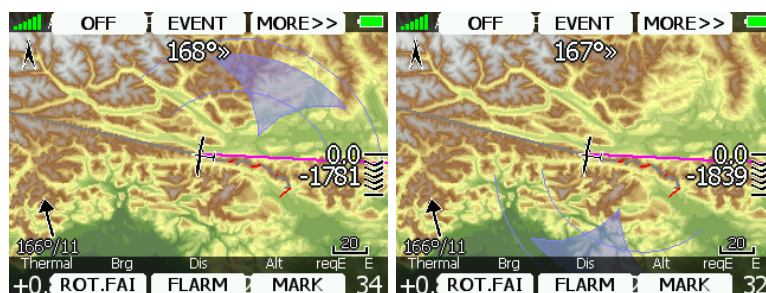 OFF EVENT MORE>>
168°»
0.0
-1781
166º/11
20
Thermal Brg Dis Alt reqE E
+0. ROT.FAI FLARM MARK 34
OFF EVENT MORE>>
167°»
0.0
-1839
166º/11
20
Thermal Brg Dis Alt reqE E
+0. ROT.FAI FLARM MARK 32